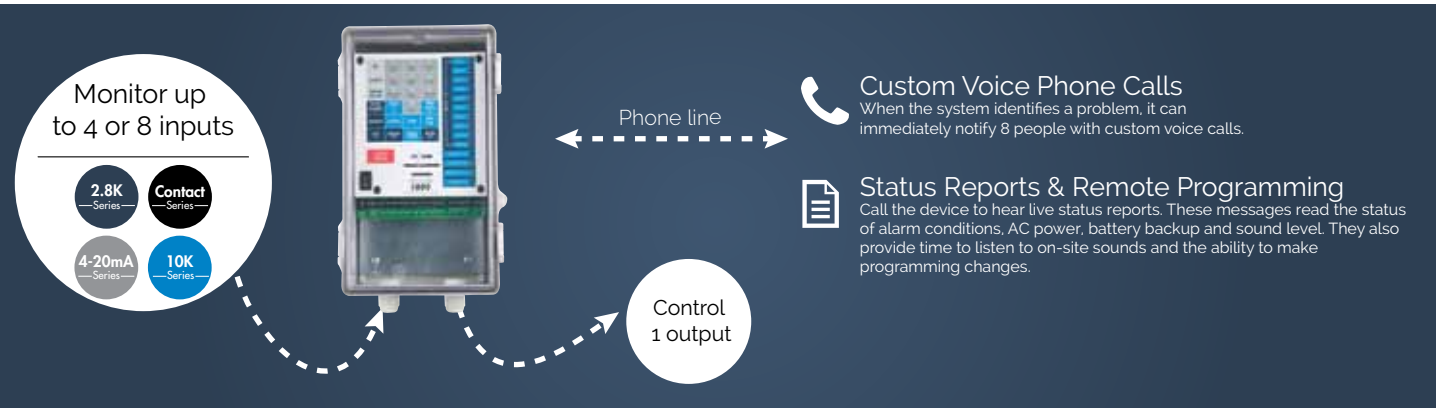 Monitor up
to 4 or 8 inputs
2.8K
Series
Contact
Series
4-20mA
Series
10K
Series
Phone line
Control
1 output
Custom Voice Phone Calls
When the system identifies a problem, it can
immediately notify 8 people with custom voice calls.
Status Reports & Remote Programming
Call the device to hear live status reports. These messages read the status
of alarm conditions, AC power, battery backup and sound level. They also
provide time to listen to on-site sounds and the ability to make
programming changes.